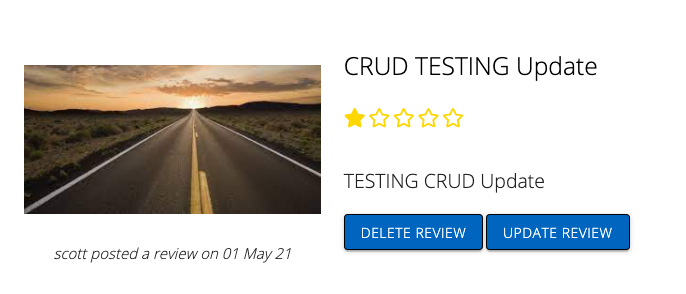 CRUD TESTING Update
TESTING CRUD Update
DELETE REVIEW UPDATE REVIEW
scott posted a review on 01 May 21